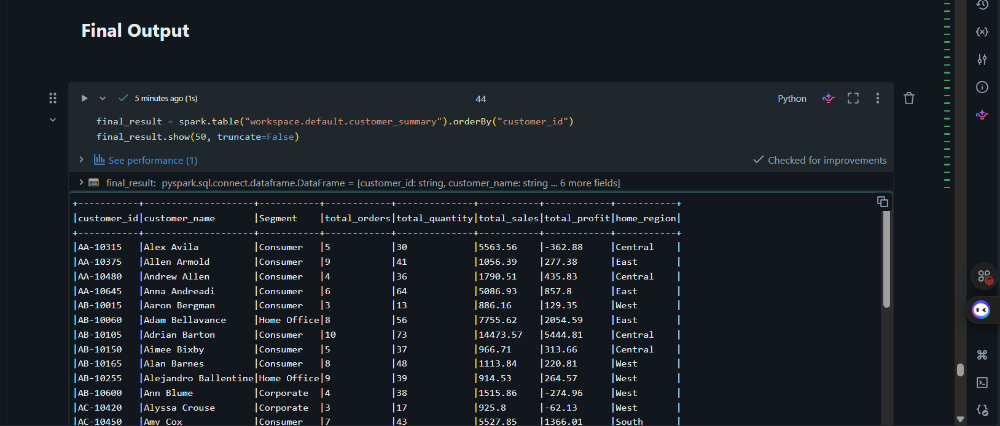 Final Output
5 minutes ago (1s)
44
Python
final_result = spark.table("workspace.default.customer_summary").orderBy("customer_id")
final_result.show(50, truncate=False)
See performance (1)
Checked for improvements
final_result: pyspark.sql.connect.dataframe.DataFrame = [customer_id: string, customer_name: string ... 6 more fields]
+-----------+--------------------+-----------+------------+--------------+-----------+------------+-----------+
|customer_id|customer_name       |Segment    |total_orders|total_quantity|total_sales|total_profit|home_region|
+-----------+--------------------+-----------+------------+--------------+-----------+------------+-----------+
|AA-10315   |Alex Avila          |Consumer   |5           |30            |5563.56    |-362.88     |Central    |
|AA-10375   |Allen Armold        |Consumer   |9           |41            |1056.39    |277.38      |East       |
|AA-10480   |Andrew Allen        |Consumer   |4           |36            |1790.51    |435.83      |Central    |
|AA-10645   |Anna Andreadi       |Consumer   |6           |64            |5086.93    |857.8       |East       |
|AB-10015   |Aaron Bergman       |Consumer   |3           |13            |886.16     |129.35      |West       |
|AB-10060   |Adam Bellavance     |Home Office|8           |56            |7755.62    |2054.59     |East       |
|AB-10105   |Adrian Barton       |Consumer   |10          |73            |14473.57   |5444.81     |Central    |
|AB-10150   |Aimee Bixby         |Consumer   |5           |37            |966.71     |313.66      |Central    |
|AB-10165   |Alan Barnes         |Consumer   |8           |48            |1113.84    |220.81      |West       |
|AB-10255   |Alejandro Ballentine|Home Office|9           |39            |914.53     |264.57      |West       |
|AB-10600   |Ann Blume           |Corporate  |4           |38            |1515.86    |-274.96     |West       |
|AC-10420   |Alyssa Crouse       |Corporate  |3           |17            |925.8      |-62.13      |West       |
|AC-10450   |Amy Cox             |Consumer   |7           |43            |5527.85    |1366.01     |South      |